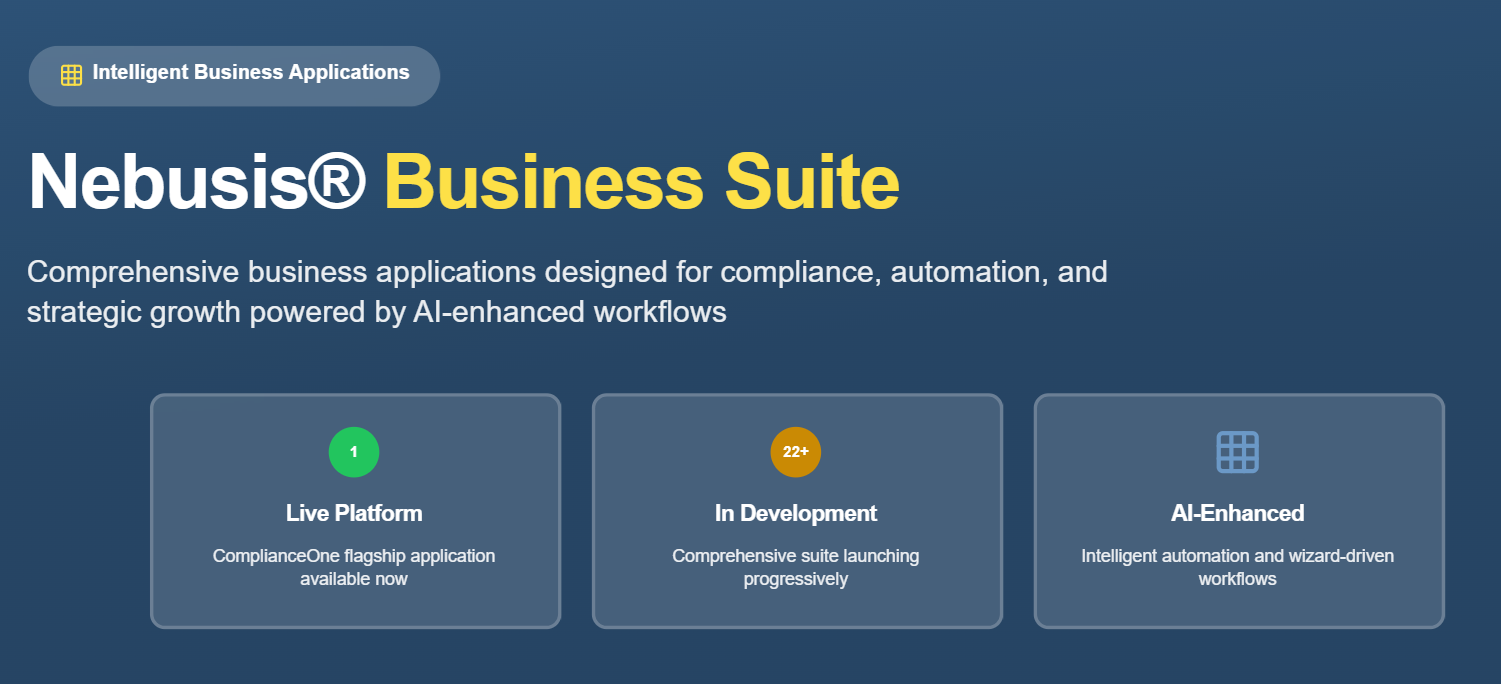 Intelligent Business Applications
Nebusis® Business Suite
Comprehensive business applications designed for compliance, automation, and
strategic growth powered by AI-enhanced workflows
1
Live Platform
ComplianceOne flagship application
available now
22+
In Development
Comprehensive suite launching
progressively
AI-Enhanced
Intelligent automation and wizard-driven
workflows